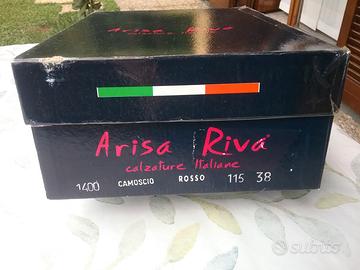 Arisa Riva
Arisa Riva
calzature Italiane
1400 CAMOSCIO ROSSO 115 38
subito